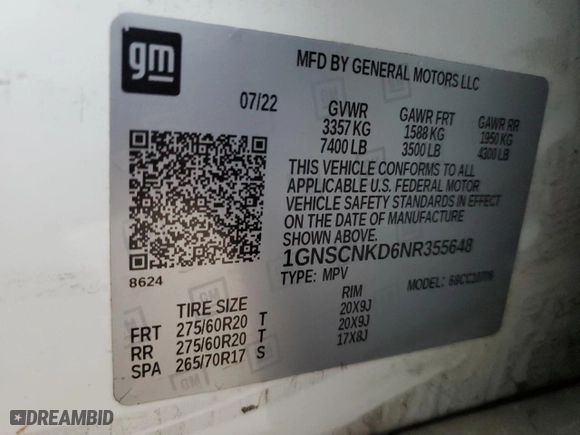 gm
MFD BY GENERAL MOTORS LLC
07/22
GVWR GAWR FRT GAWR RR
3357 KG 1588 KG 1950 KG
7400 LB 3500 LB 4300 LB
THIS VEHICLE CONFORMS TO ALL
APPLICABLE U.S. FEDERAL MOTOR
VEHICLE SAFETY STANDARDS IN EFFECT
ON THE DATE OF MANUFACTURE
SHOWN ABOVE.
1GNSCNKD6NR355648
8624
TYPE: MPV MODEL:
TIRE SIZE RIM
FRT 275/60R20 T 20X9J
RR 275/60R20 T 20X9J
SPA 265/70R17 S 17X8J
DREAMBID